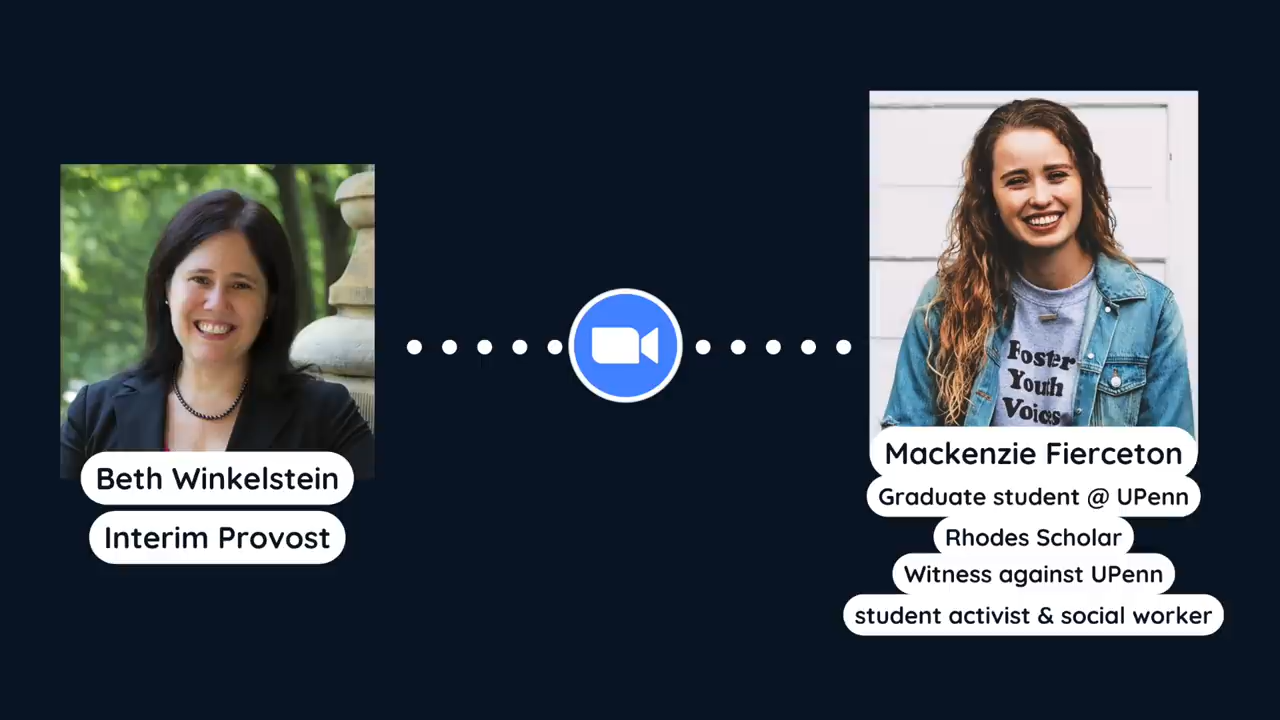 Beth Winkelstein
Interim Provost
Foster
Youth
Voices
Mackenzie Fierceton
Graduate student @ UPenn
Rhodes Scholar
Witness against UPenn
student activist & social worker